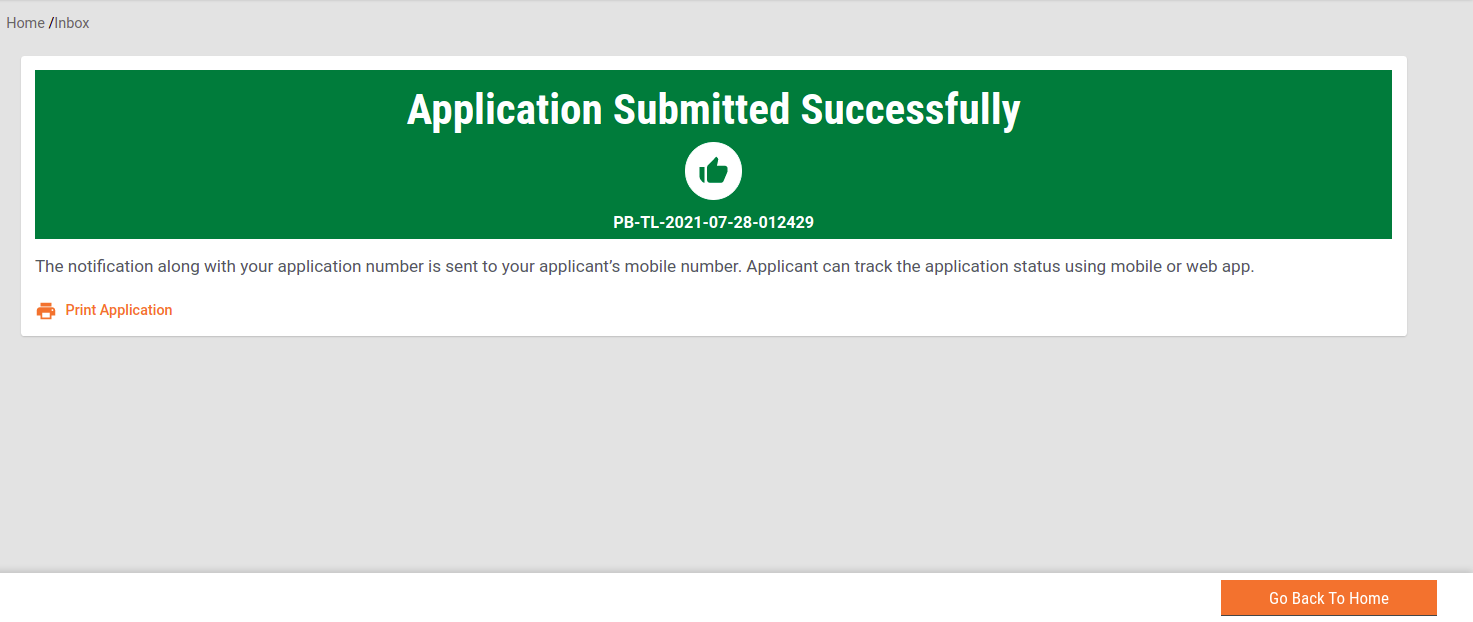 Home /Inbox
Application Submitted Successfully
PB-TL-2021-07-28-012429
The notification along with your application number is sent to your applicant’s mobile number. Applicant can track the application status using mobile or web app.
Print Application
Go Back To Home